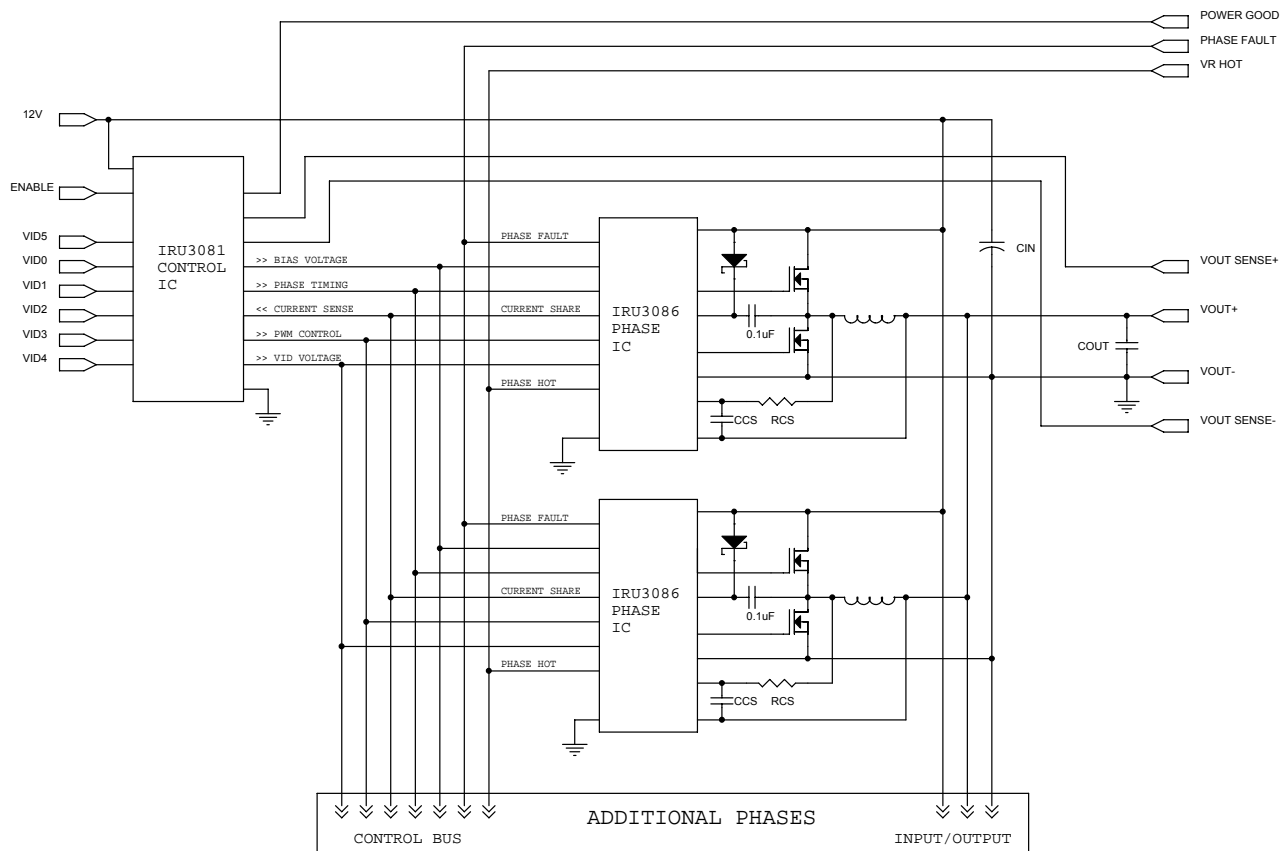 POWER GOOD
PHASE FAULT
VR HOT
12V
ENABLE
VID5
VID0
VID1
VID2
VID3
VID4
IRU3081
CONTROL
IC
>> BIAS VOLTAGE
>> PHASE TIMING
<< CURRENT SENSE
>> PWM CONTROL
>> VID VOLTAGE
PHASE FAULT
CURRENT SHARE
PHASE HOT
IRU3086
PHASE
IC
0.1uF
CCS
RCS
CIN
COUT
VOUT SENSE+
VOUT+
VOUT-
VOUT SENSE-
PHASE FAULT
CURRENT SHARE
PHASE HOT
IRU3086
PHASE
IC
0.1uF
CCS
RCS
ADDITIONAL PHASES
CONTROL BUS
INPUT/OUTPUT